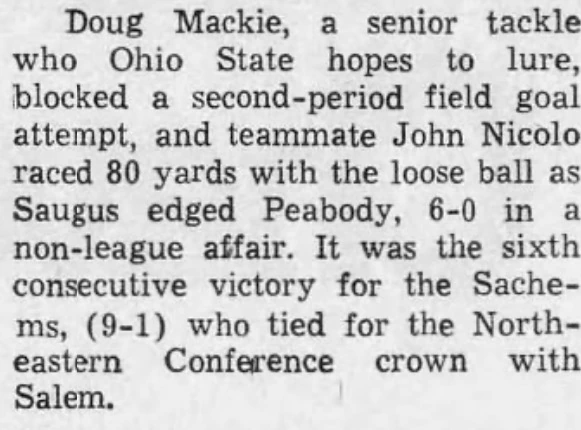 Doug Mackie, a senior tackle
who Ohio State hopes to lure,
blocked a second-period field goal
attempt, and teammate John Nicolo
raced 80 yards with the loose ball as
Saugus edged Peabody, 6-0 in a
non-league affair. It was the sixth
consecutive victory for the Sache-
ms, (9-1) who tied for the North-
eastern Conference crown with
Salem.